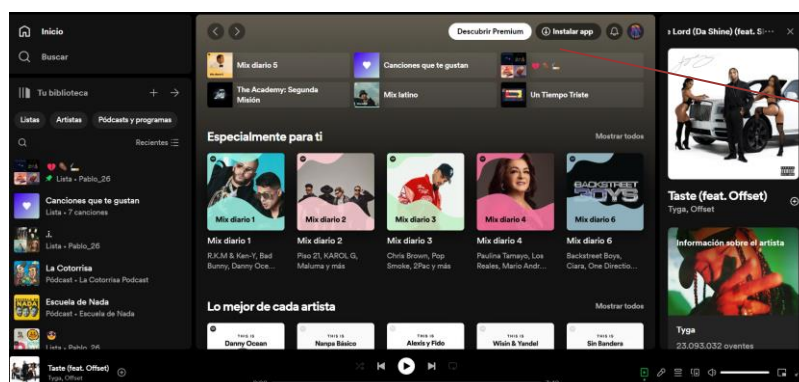 Inicio
Buscar
Tu biblioteca
Listas Artistas Pódcasts y programas
Recientes
Lista • Pablo_26
Canciones que te gustan
Lista • 7 canciones
Lista • Pablo_26
La Cotorrisa
Pódcast • La Cotorrisa Podcast
Escuela de Nada
Pódcast • Escuela de Nada
Lista • Pablo_26
Descubrir Premium
Instalar app
Mix diario 5
Canciones que te gustan
The Academy: Segunda Misión
Mix latino
Un Tiempo Triste
Especialmente para ti
Mostrar todos
Mix diario 1
Mix diario 2
Mix diario 3
Mix diario 4
BACKSTREET BOYS
Mix diario 6
Mix diario 1
R.K.M & Ken-Y, Bad Bunny, Danny Oce...
Mix diario 2
Piso 21, KAROL G, Maluma y más
Mix diario 3
Chris Brown, Pop Smoke, 2Pac y más
Mix diario 4
Paulina Tamayo, Los Reales, Mario Andr...
Mix diario 6
Backstreet Boys, Ciara, One Directio...
Lo mejor de cada artista
Mostrar todos
THIS IS
Danny Ocean
THIS IS
Nanpa Básico
THIS IS
Alexis y Fido
THIS IS
Wisin & Yandel
THIS IS
Sin Bandera
Lord (Da Shine) (feat. S
Taste (feat. Offset)
Tyga, Offset
Información sobre el artista
Tyga
23.093.032 oyentes
Taste (feat. Offset)
Tyga, Offset